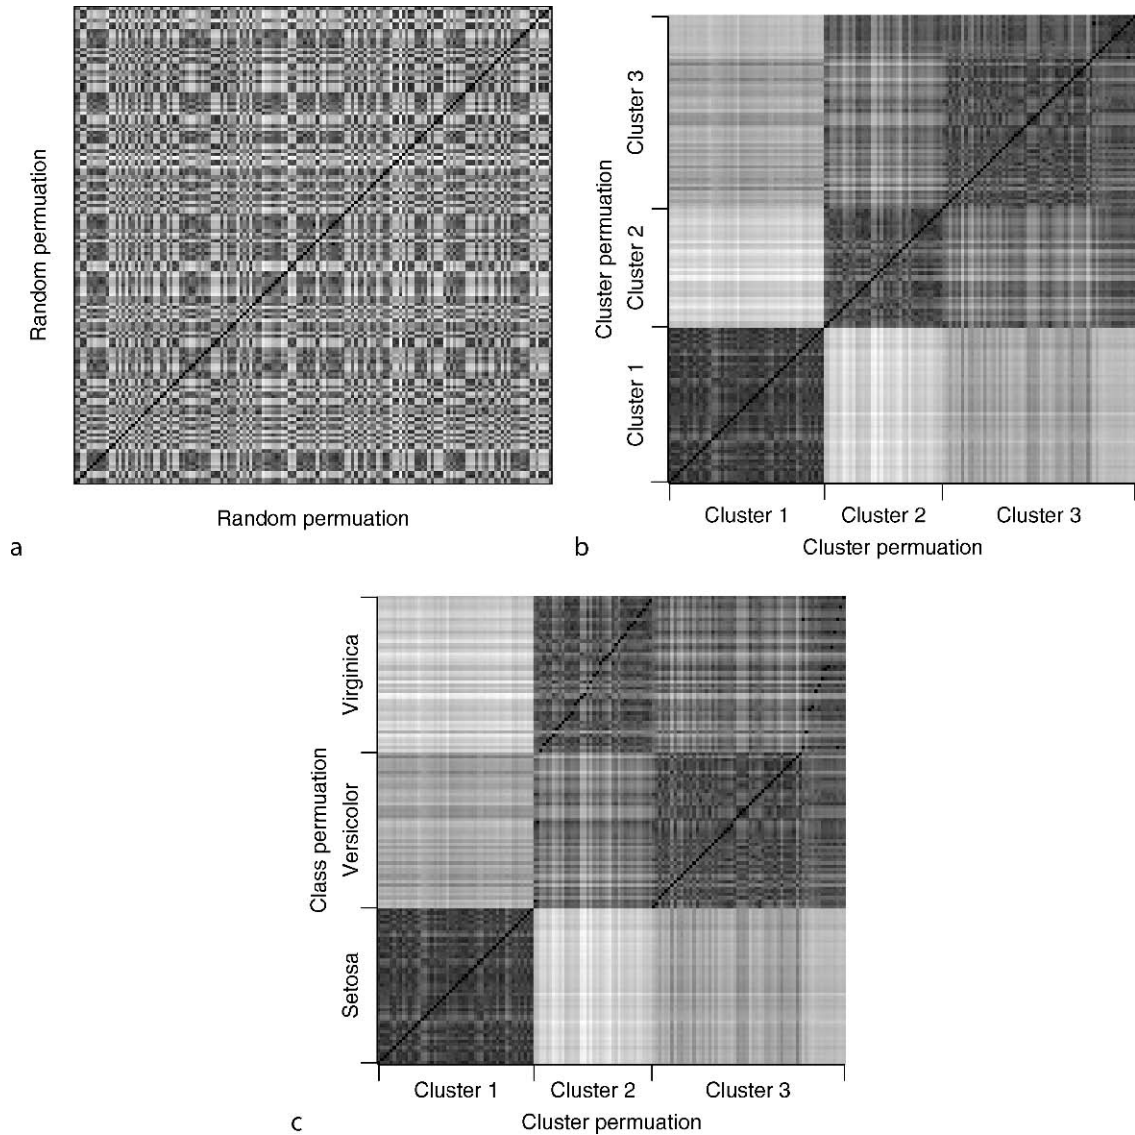 Random permuation
Random permuation
a
Cluster permuation
Cluster 3
Cluster 2
Cluster 1
Cluster 1
Cluster 2
Cluster 3
Cluster permuation
b
Class permuation
Virginica
Versicolor
Setosa
Cluster 1
Cluster 2
Cluster 3
Cluster permuation
c